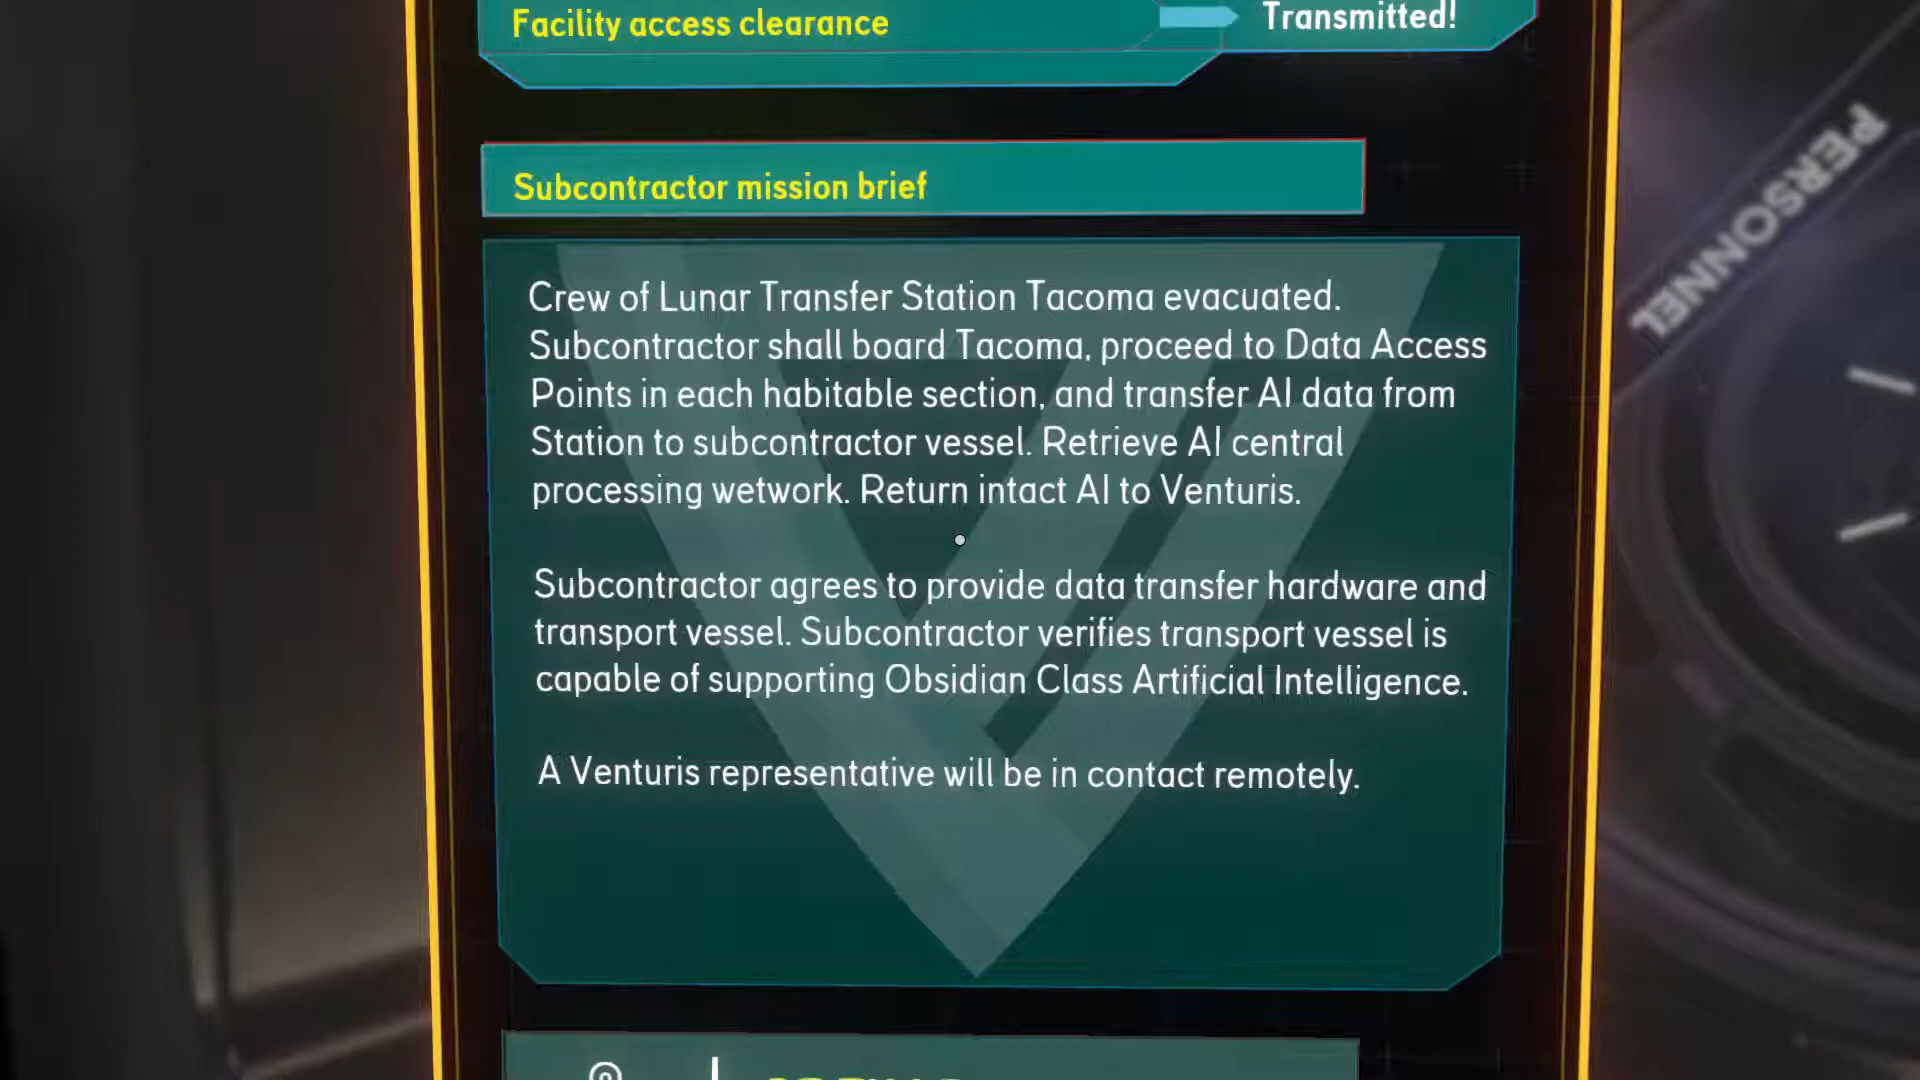 Facility access clearance
Transmitted!
Subcontractor mission brief
Crew of Lunar Transfer Station Tacoma evacuated.
Subcontractor shall board Tacoma, proceed to Data Access
Points in each habitable section, and transfer AI data from
Station to subcontractor vessel. Retrieve AI central
processing wetwork. Return intact AI to Venturis.
Subcontractor agrees to provide data transfer hardware and
transport vessel. Subcontractor verifies transport vessel is
capable of supporting Obsidian Class Artificial Intelligence.
A Venturis representative will be in contact remotely.
PERSONNEL